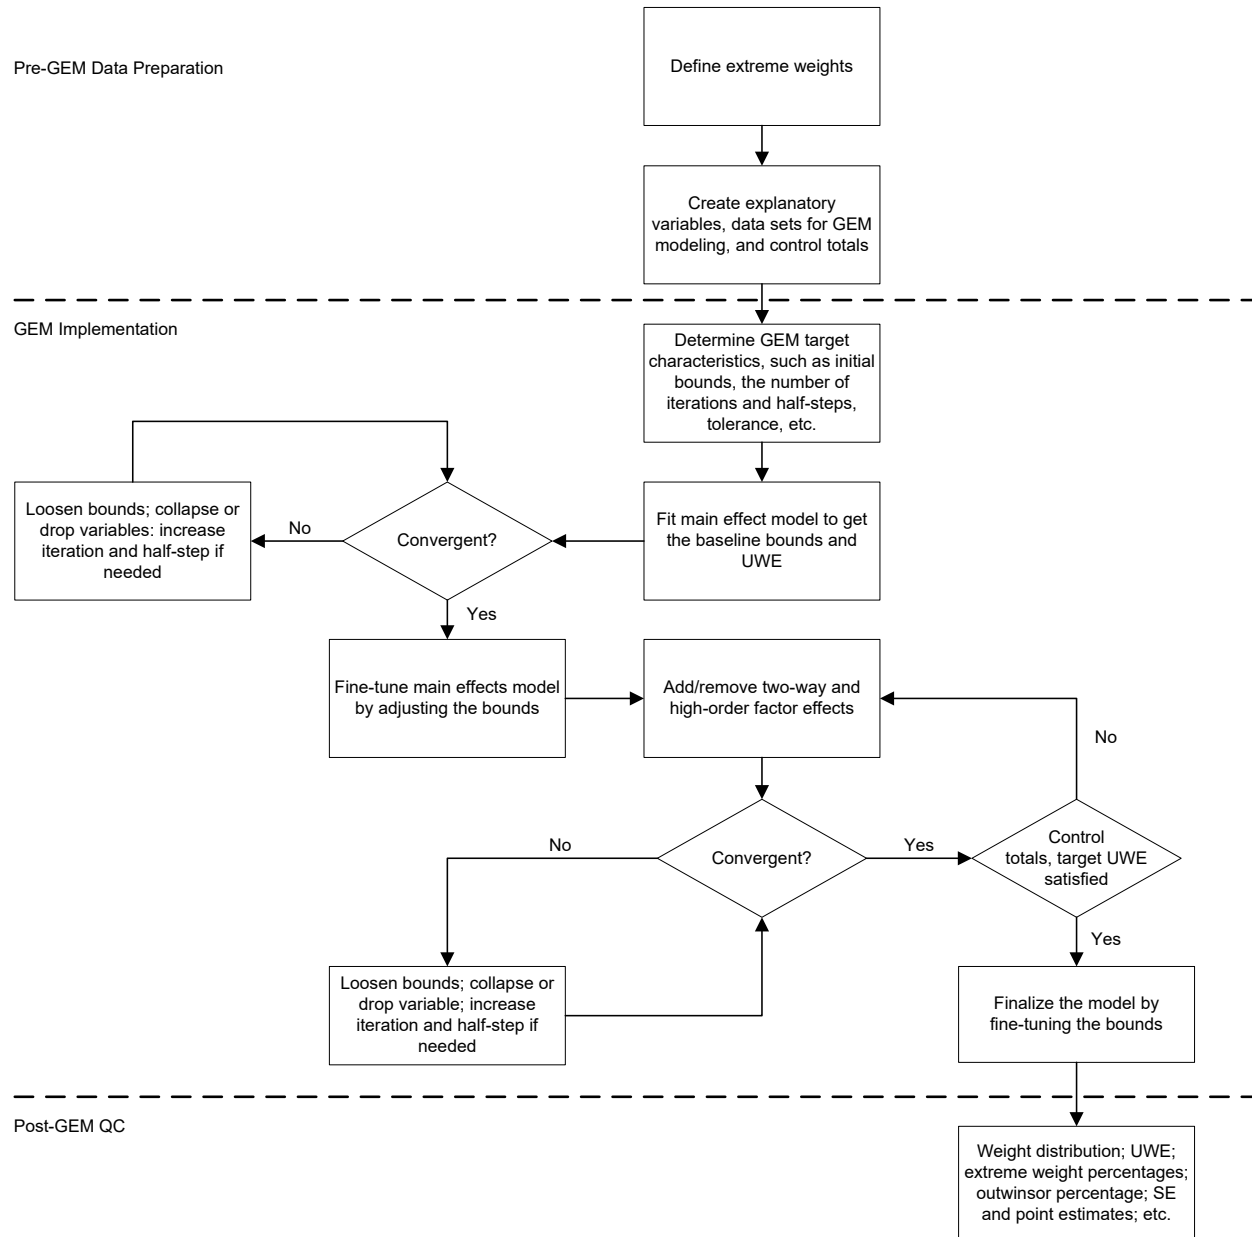 Pre-GEM Data Preparation
Define extreme weights
Create explanatory
variables, data sets for GEM
modeling, and control totals
GEM Implementation
Determine GEM target
characteristics, such as initial
bounds, the number of
iterations and half-steps,
tolerance, etc.
Loosen bounds; collapse or
drop variables: increase
iteration and half-step if
needed
No
Convergent?
Fit main effect model to get
the baseline bounds and
UWE
Yes
Fine-tune main effects model
by adjusting the bounds
Add/remove two-way and
high-order factor effects
No
No
Convergent?
Yes
Control
totals, target UWE
satisfied
Yes
Loosen bounds; collapse or
drop variable; increase
iteration and half-step if
needed
Finalize the model by
fine-tuning the bounds
Post-GEM QC
Weight distribution; UWE;
extreme weight percentages;
outwinsor percentage; SE
and point estimates; etc.